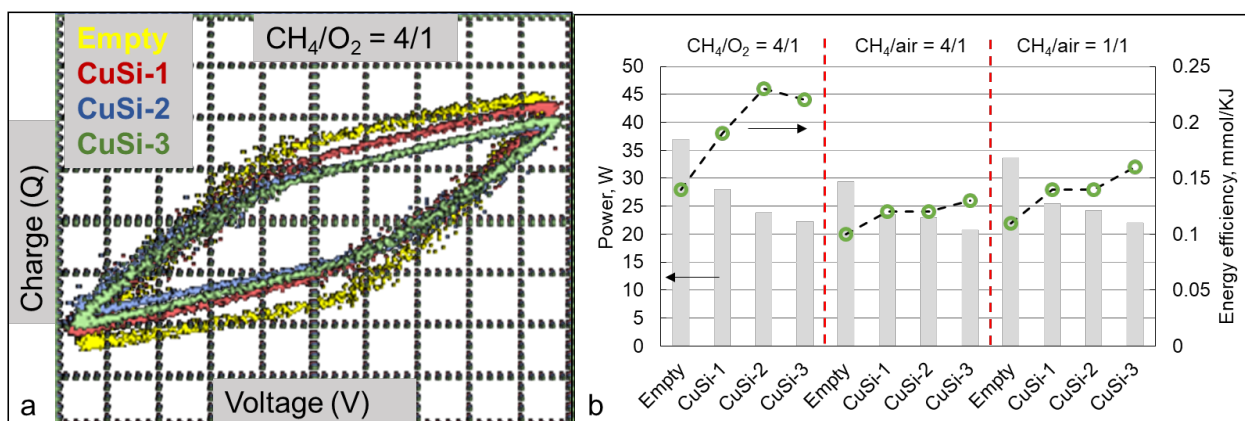 Empty
CuSi-1
CuSi-2
CuSi-3
CH₄/O₂ = 4/1
Charge (Q)
Voltage (V)
a
CH₄/O₂ = 4/1
CH₄/air = 4/1
CH₄/air = 1/1
Power, W
50
45
40
35
30
25
20
15
10
5
0
0.25
0.2
0.15
0.1
0.05
0
Energy efficiency, mmol/KJ
Empty
CuSi-1
CuSi-2
CuSi-3
Empty
CuSi-1
CuSi-2
CuSi-3
Empty
CuSi-1
CuSi-2
CuSi-3
b